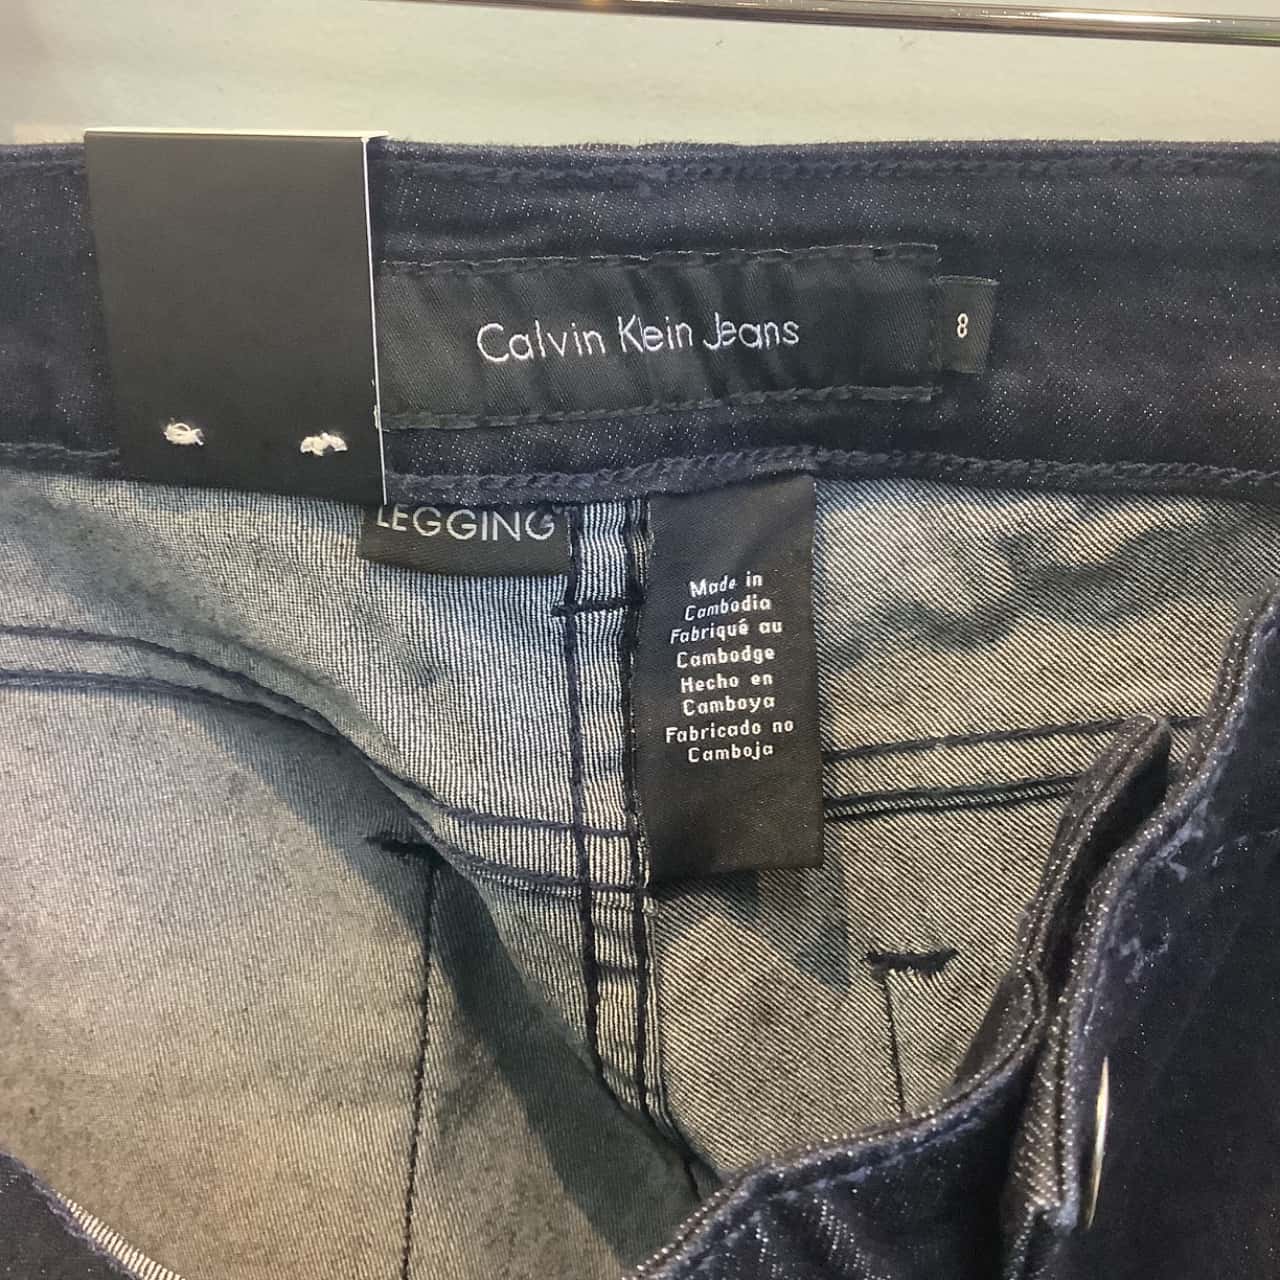 Calvin Klein Jeans
8
LEGGING
Made in
Cambodia
Fabriqué au
Cambodge
Hecho en
Camboya
Fabricado no
Camboja